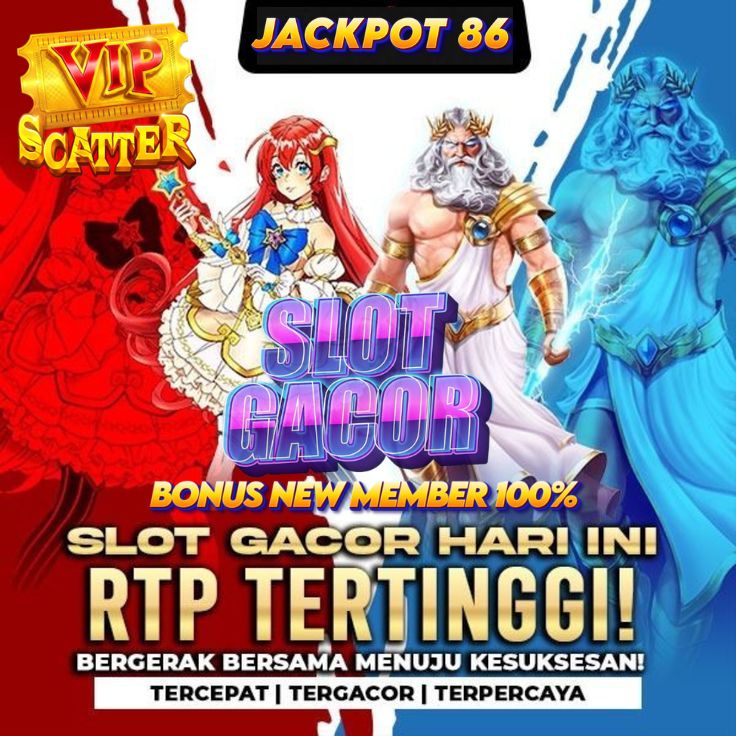 JACKPOT 86
VIP
SCATTER
SLOT
GACOR
BONUS NEW MEMBER 100%
SLOT GACOR HARI INI
RTP TERTINGGI!
BERGERAK BERSAMA MENUJU KESUKSESAN!
TERCEPAT | TERGACOR | TERPERCAYA